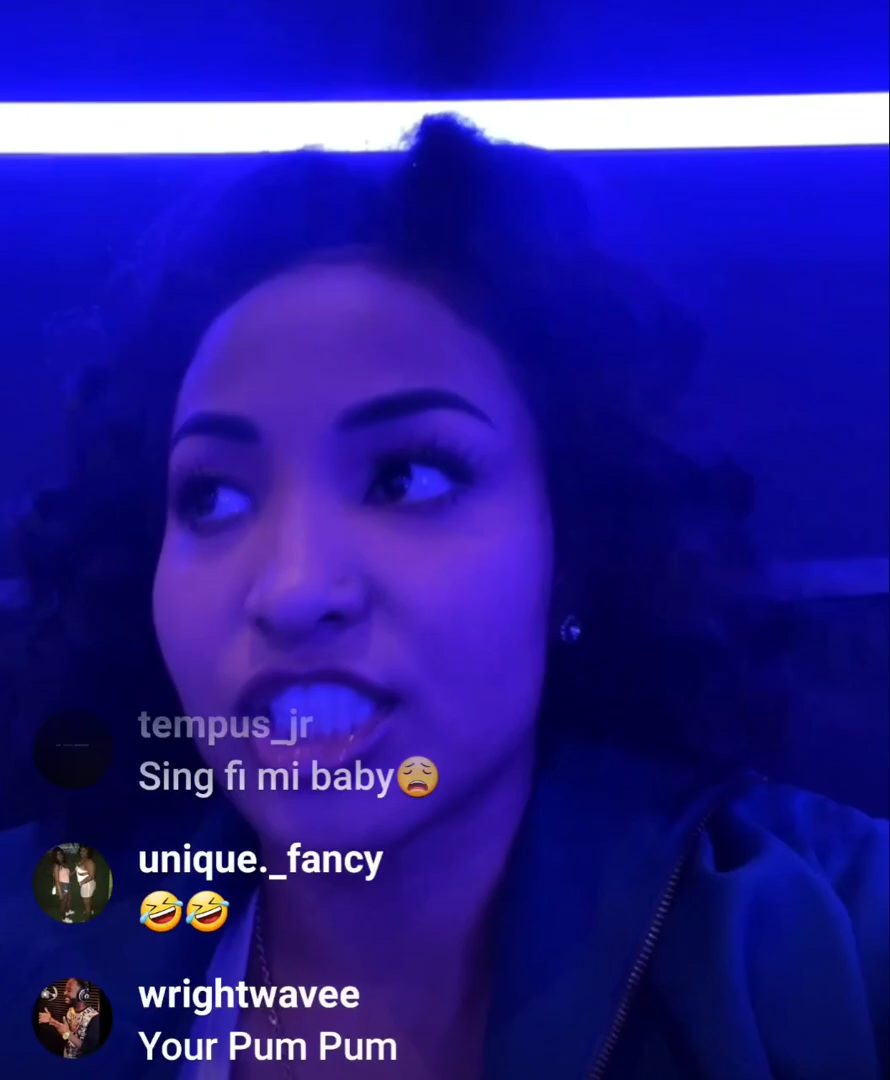 tempus_jr
Sing fi mi baby😩
unique._fancy
🤣🤣
wrightwavee
Your Pum Pum